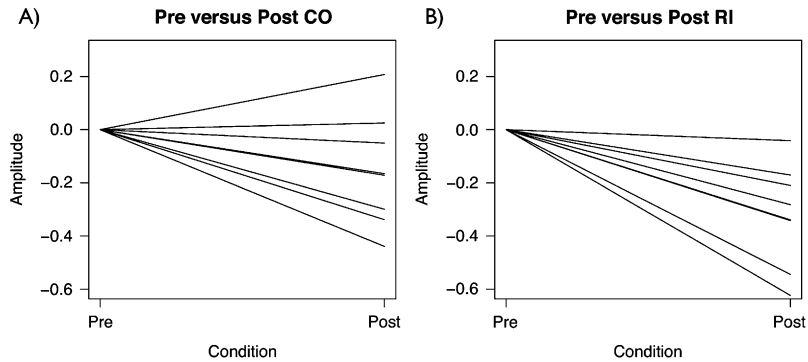 A)
Pre versus Post CO
Amplitude
0.2
0.0
−0.2
−0.4
−0.6
Pre
Post
Condition
B)
Pre versus Post RI
Amplitude
0.2
0.0
−0.2
−0.4
−0.6
Pre
Post
Condition